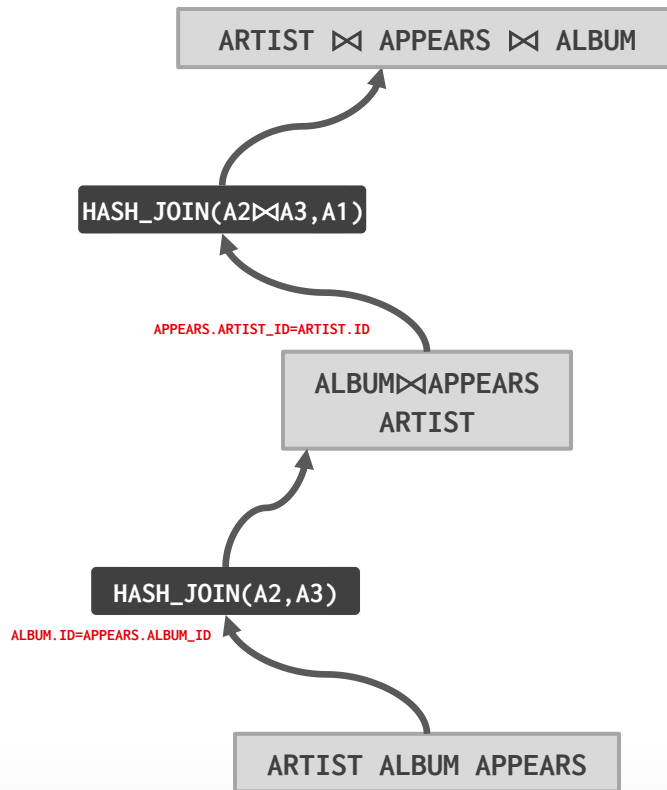 ARTIST ⨝ APPEARS ⨝ ALBUM
HASH_JOIN(A2⨝A3,A1)
APPEARS.ARTIST_ID=ARTIST.ID
ALBUM⨝APPEARS
ARTIST
HASH_JOIN(A2,A3)
ALBUM.ID=APPEARS.ALBUM_ID
ARTIST ALBUM APPEARS